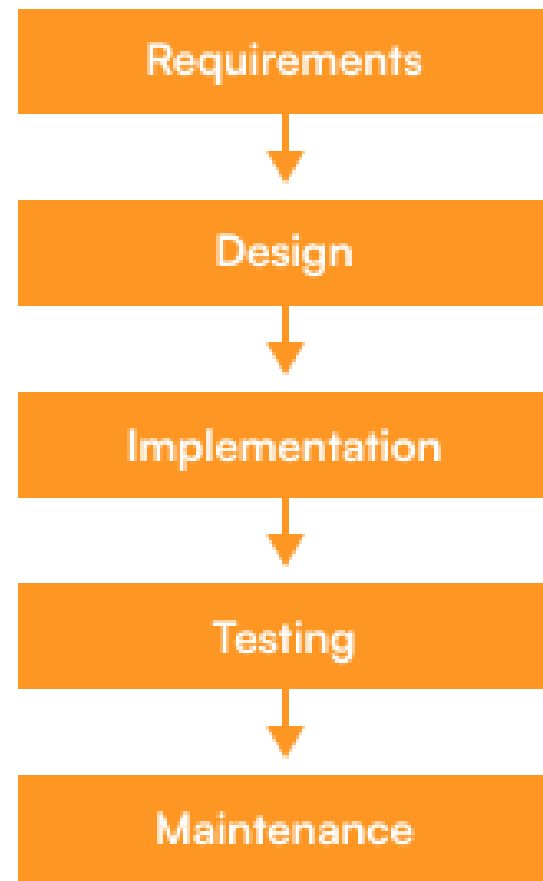 Requirements
Design
Implementation
Testing
Maintenance